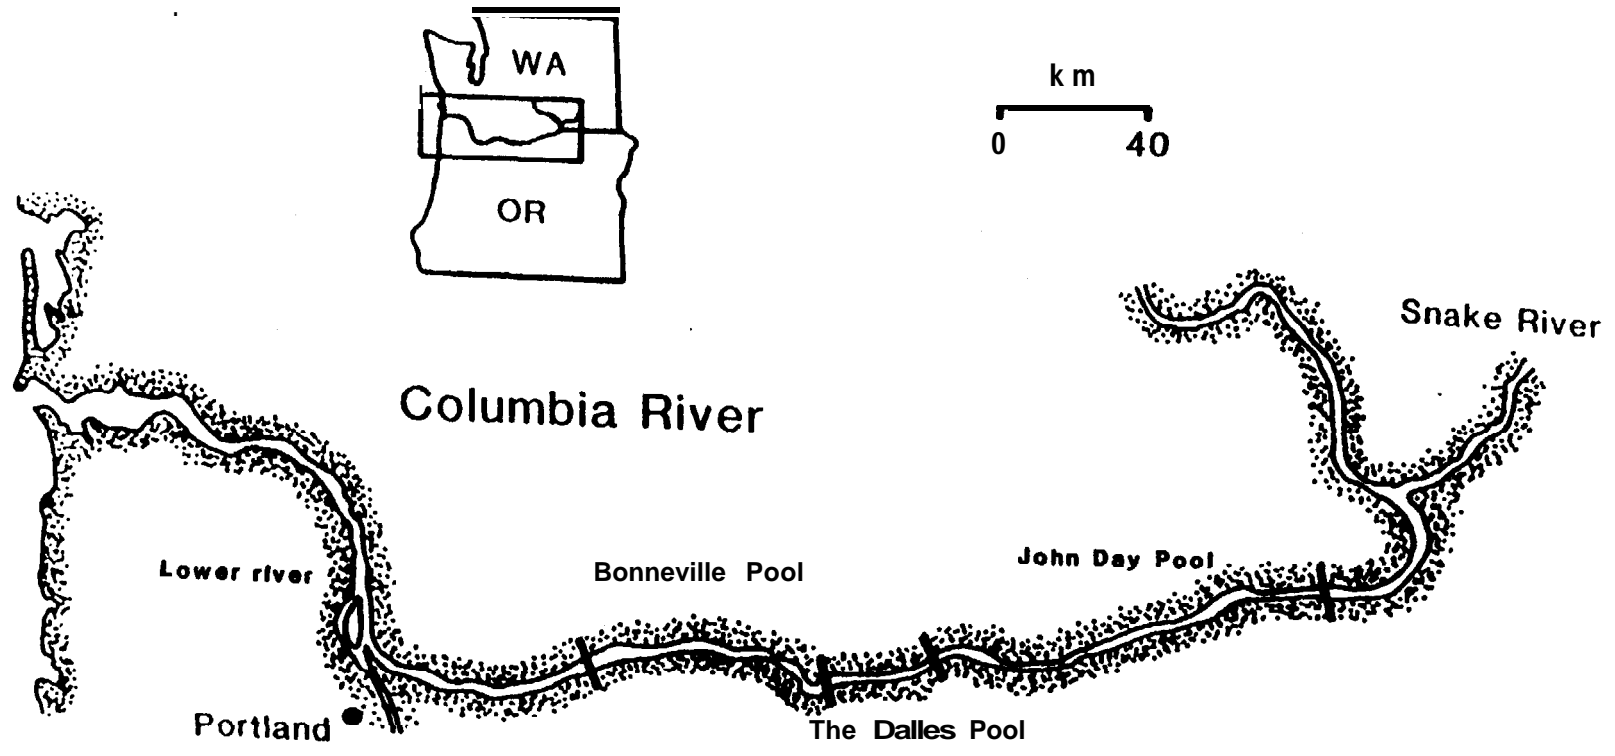 WA
km
0 40
OR
Snake River
Columbia River
Lower river
Bonneville Pool
John Day Pool
Portland
The Dalles Pool